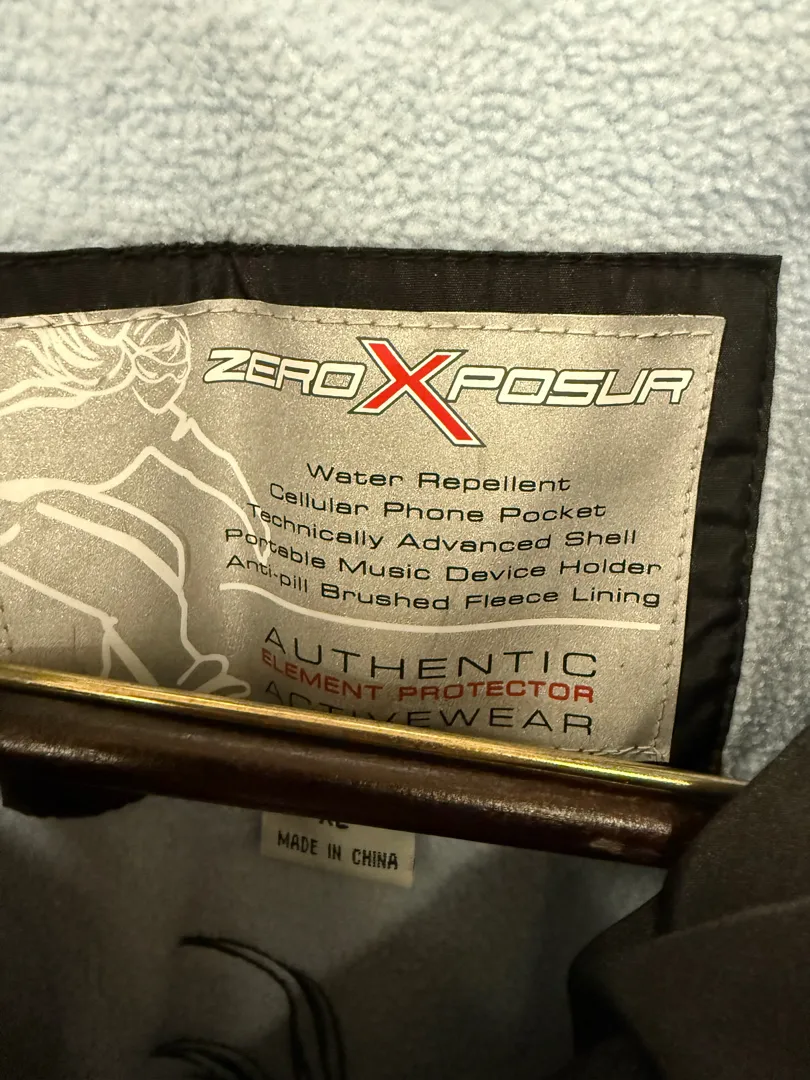 ZEROXPOSUR
Water Repellent
Cellular Phone Pocket
Technically Advanced Shell
Portable Music Device Holder
Anti-pill Brushed Fleece Lining
AUTHENTIC
ELEMENT PROTECTOR
ACTIVEWEAR
XL
MADE IN CHINA